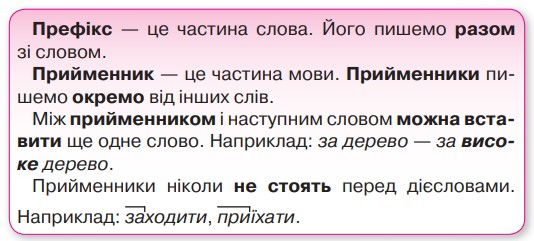 Префікс — це частина слова. Його пишемо разом
зі словом.
Прийменник — це частина мови. Прийменники пи-
шемо окремо від інших слів.
Між прийменником і наступним словом можна вста-
вити ще одне слово. Наприклад: за дерево — за висо-
ке дерево.
Прийменники ніколи не стоять перед дієсловами.
Наприклад: заходити, приїхати.